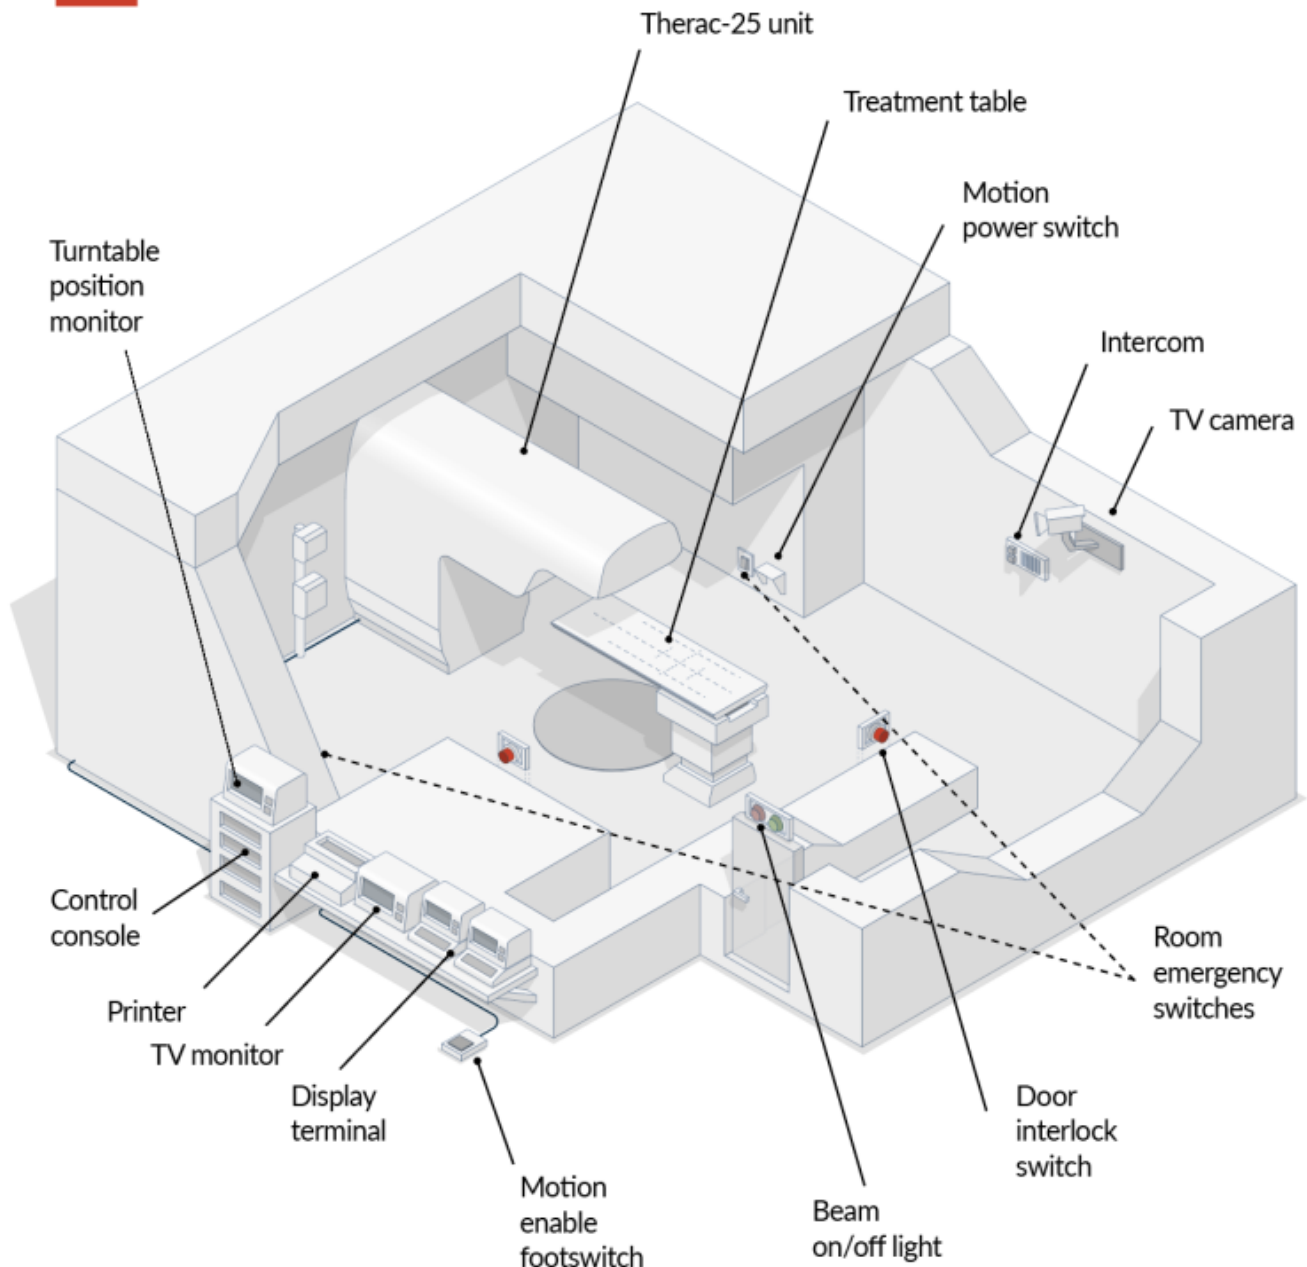 Therac-25 unit
Treatment table
Motion
power switch
Turntable
position
monitor
Intercom
TV camera
Control
console
Printer
TV monitor
Display
terminal
Motion
enable
footswitch
Beam
on/off light
Door
interlock
switch
Room
emergency
switches